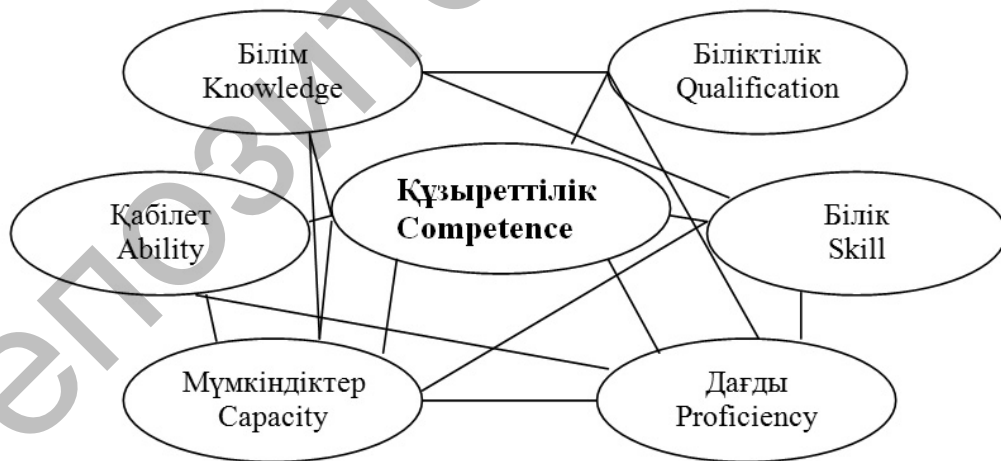 Білім
Knowledge
Біліктілік
Qualification
Құзыреттілік
Competence
Қабілет
Ability
Білік
Skill
Мүмкіндіктер
Capacity
Дағды
Proficiency